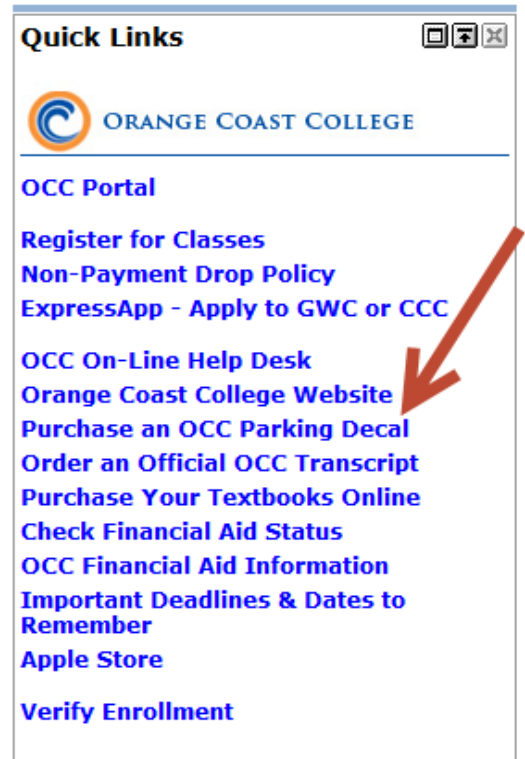 Quick Links
ORANGE COAST COLLEGE
OCC Portal
Register for Classes
Non-Payment Drop Policy
ExpressApp - Apply to GWC or CCC
OCC On-Line Help Desk
Orange Coast College Website
Purchase an OCC Parking Decal
Order an Official OCC Transcript
Purchase Your Textbooks Online
Check Financial Aid Status
OCC Financial Aid Information
Important Deadlines & Dates to
Remember
Apple Store
Verify Enrollment